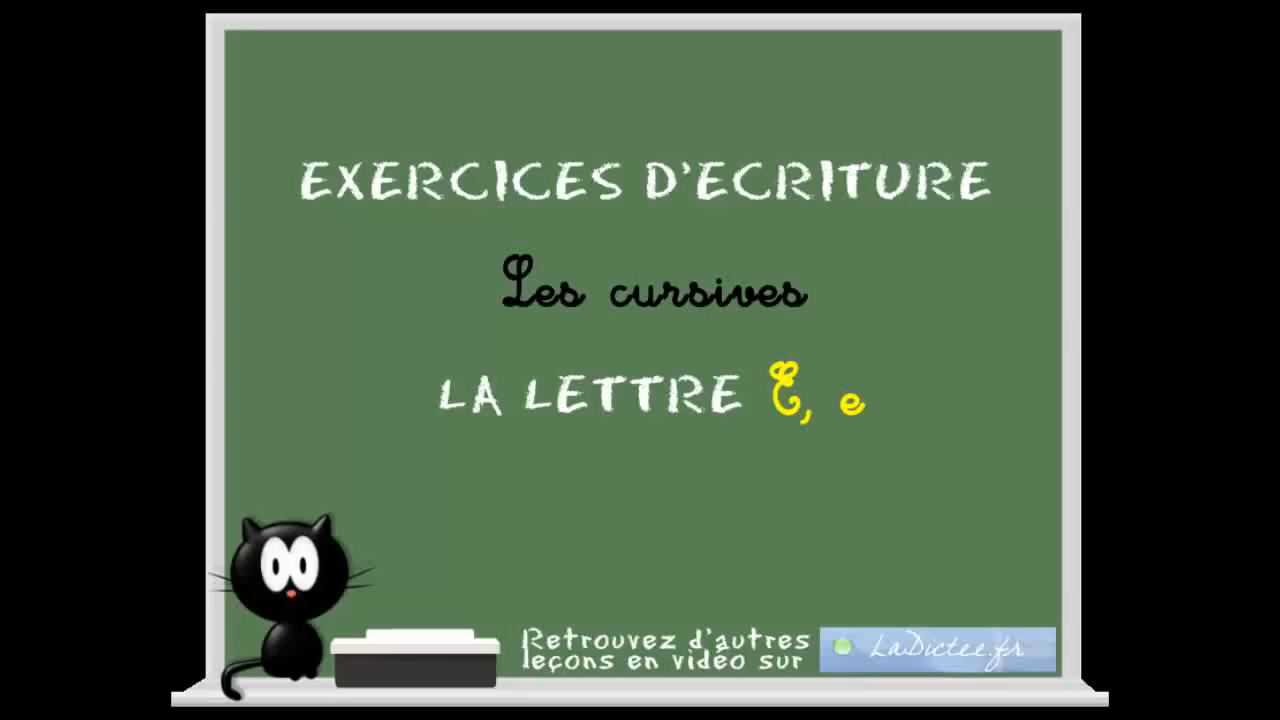 EXERCICES D'ECRITURE
Les cursives
LA LETTRE E, e
Retrouvez d'autres
leçons en vidéo sur
LaDictee.fr